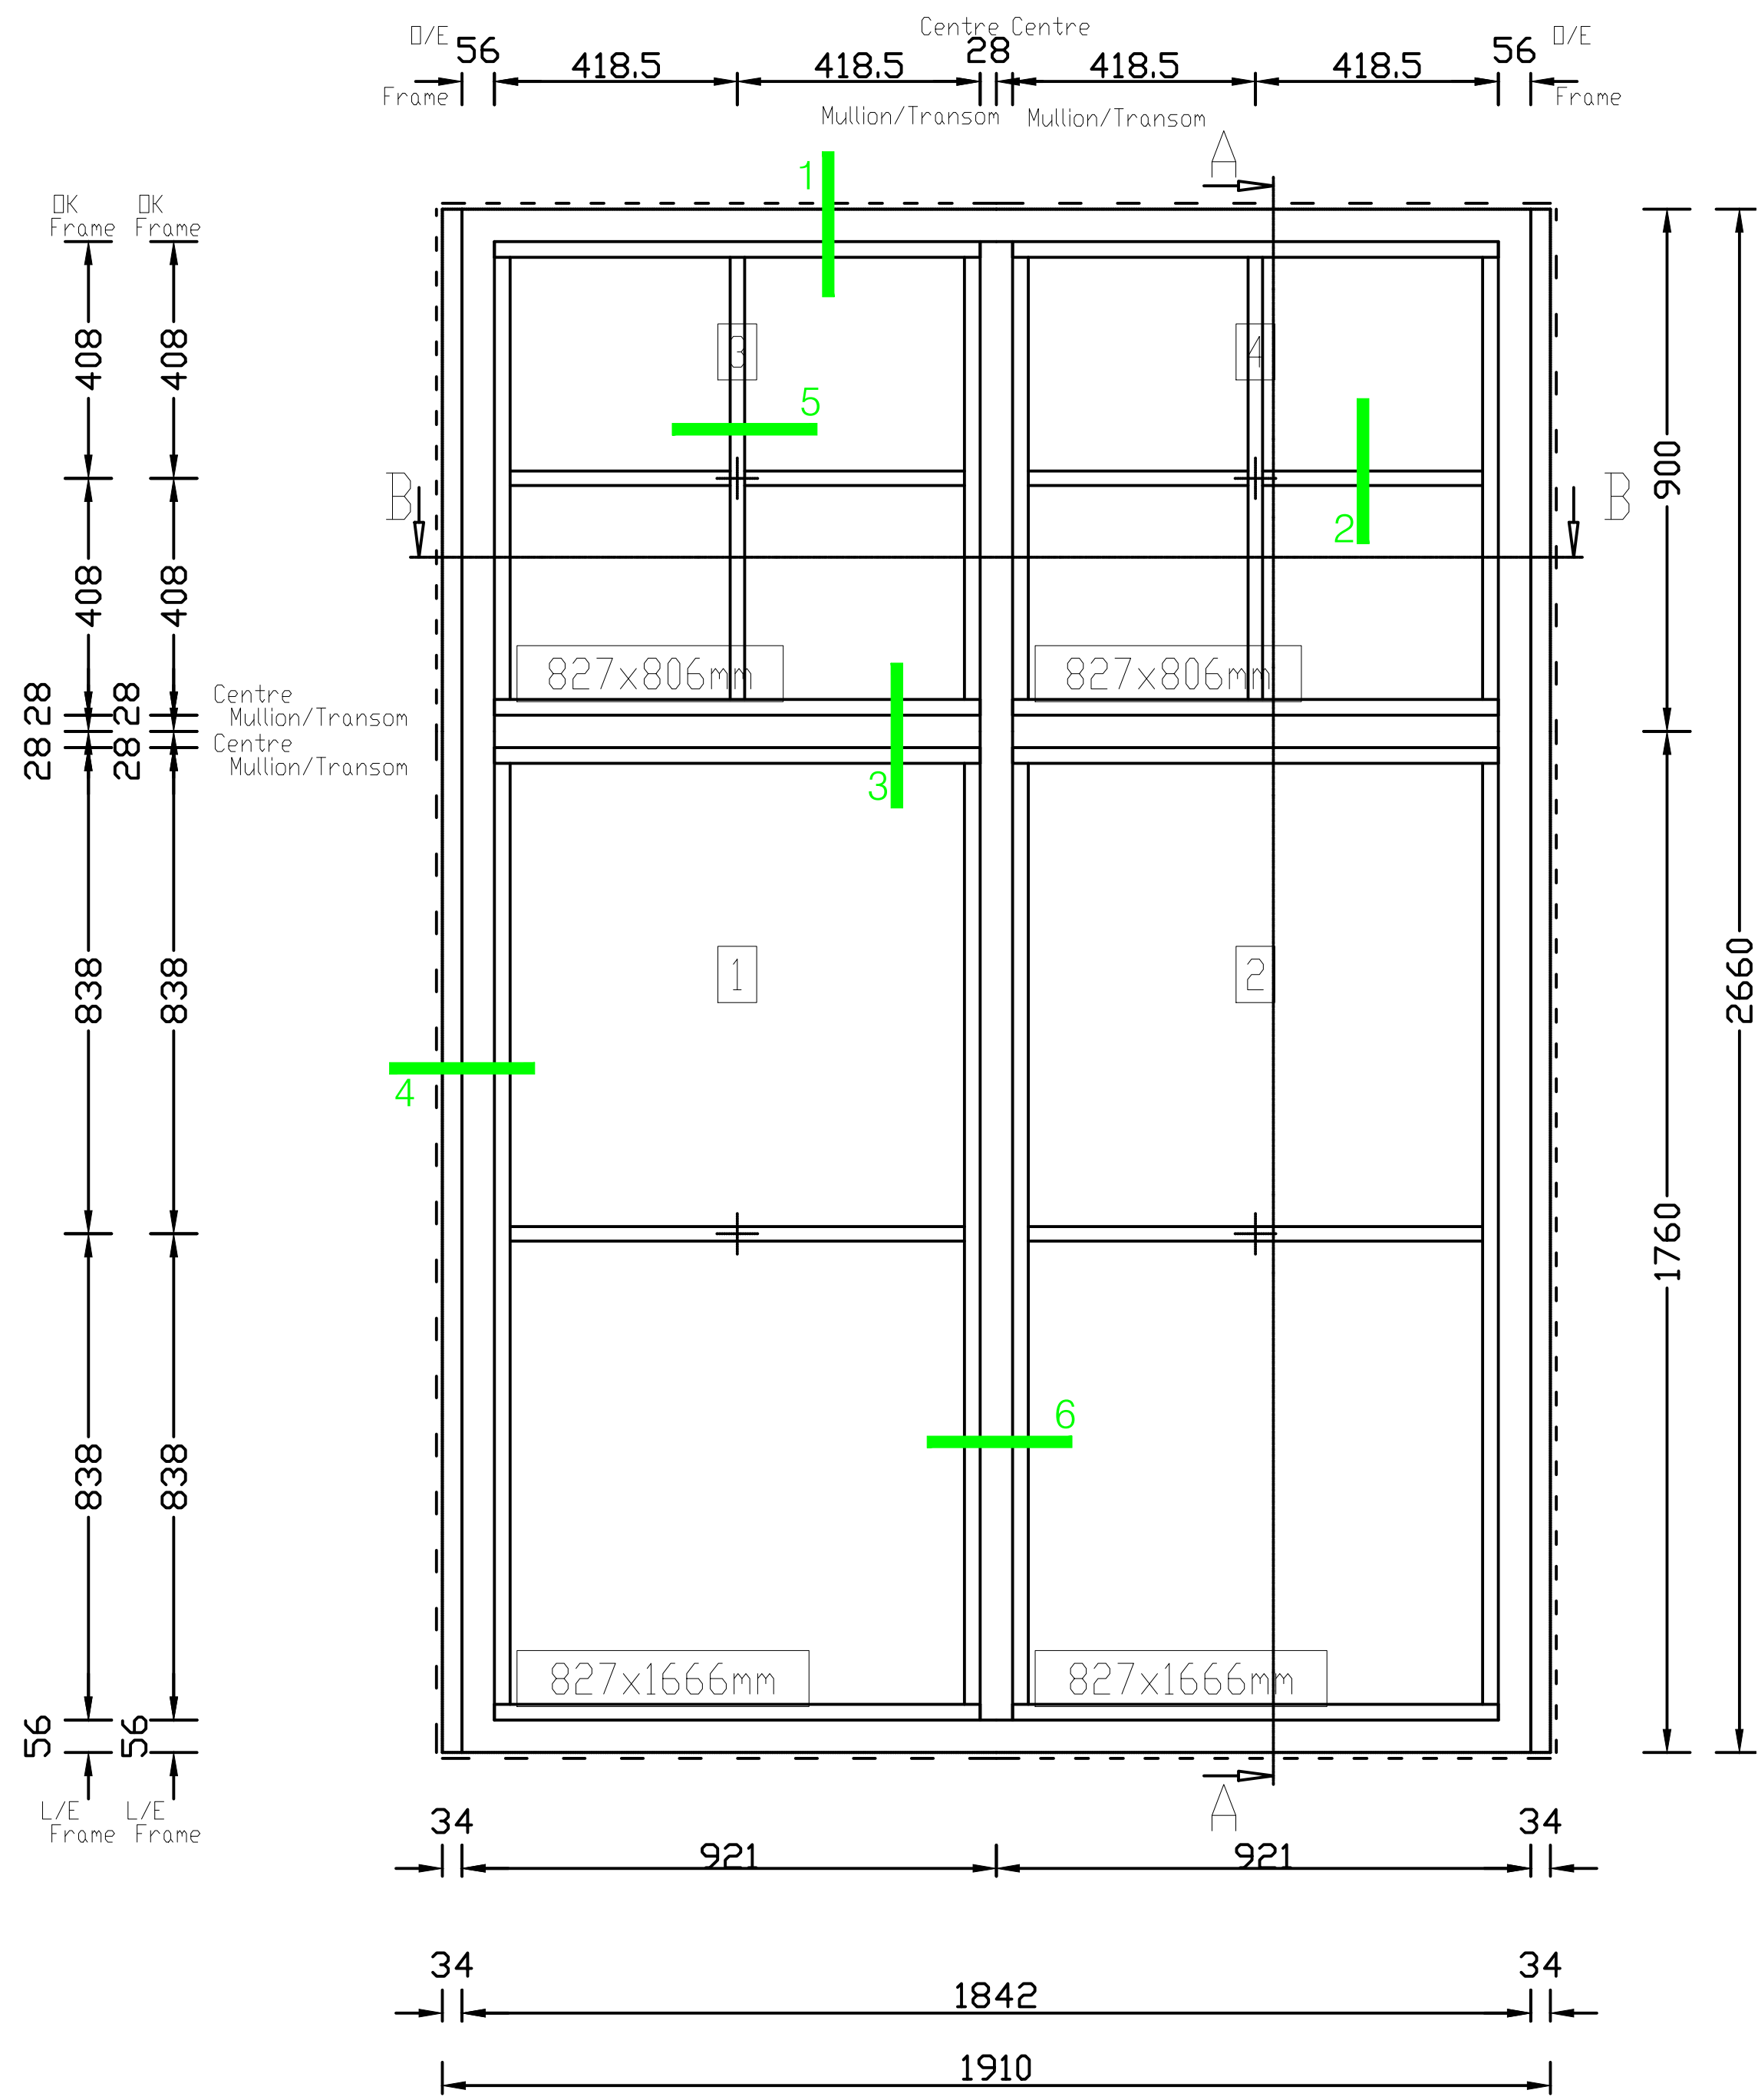 Centre Centre
O/E 56 418.5 418.5 28 418.5 418.5 56 O/E
Frame Mullion/Transom Mullion/Transom Frame
A
1
OK OK
Frame Frame
408 408
3 4
5
900
B B
2
408 408
827x806mm 827x806mm
28 28 Centre
Mullion/Transom
28 28 Centre
Mullion/Transom
3
838 838
1 2
2660
4
1760
6
838 838
827x1666mm 827x1666mm
56 56
L/E L/E
Frame Frame
A
34 34
921 921
34 34
1842
1910